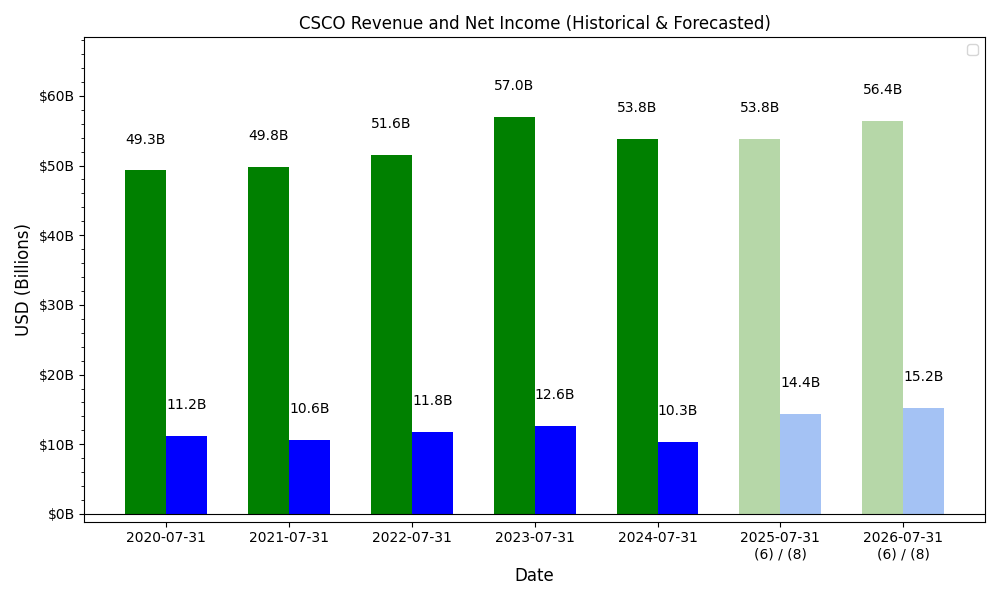 CSCO Revenue and Net Income (Historical & Forecasted)
57.0B
56.4B
$60B
53.8B
53.8B
51.6B
49.8B
49.3B
$50B
$40B
USD (Billions)
$30B
$20B
15.2B
14.4B
12.6B
11.8B
11.2B
10.6B
10.3B
$10B
$0B
2020-07-31
2021-07-31
2022-07-31
2023-07-31
2024-07-31
2025-07-31
(6) / (8)
2026-07-31
(6) / (8)
Date